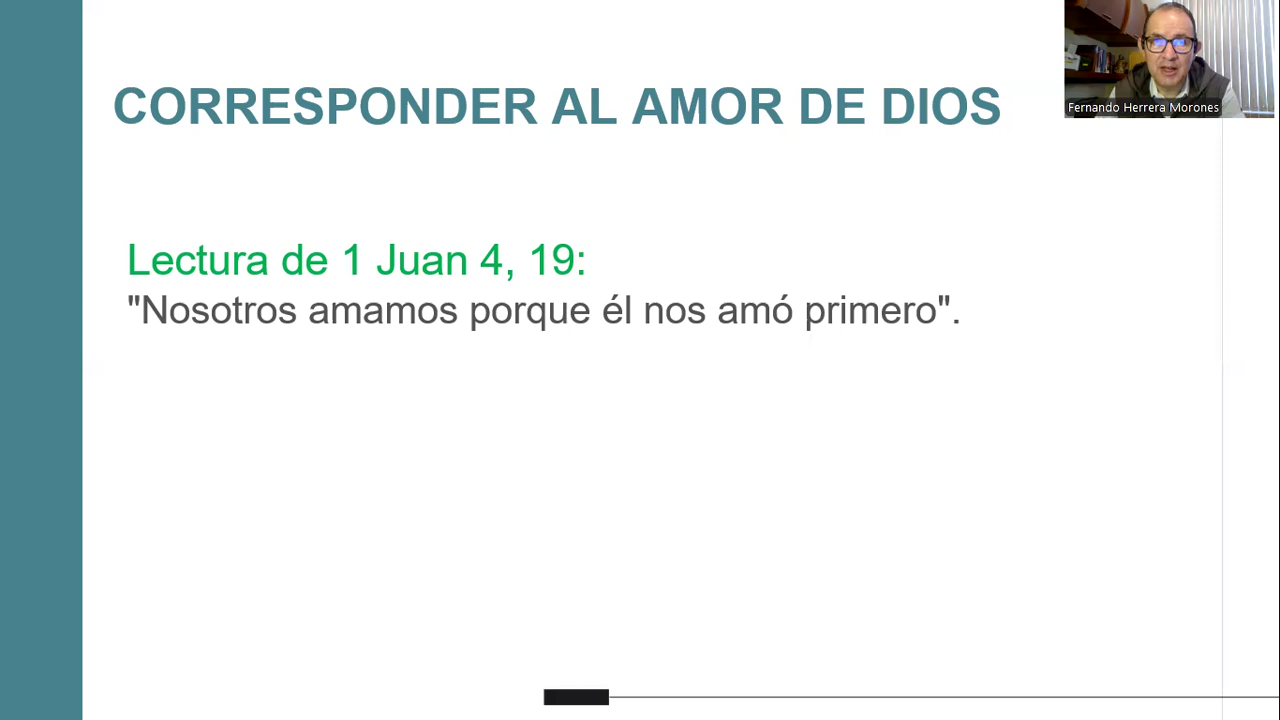 CORRESPONDER AL AMOR DE DIOS
Fernando Herrera Morones
Lectura de 1 Juan 4, 19:
"Nosotros amamos porque él nos amó primero".